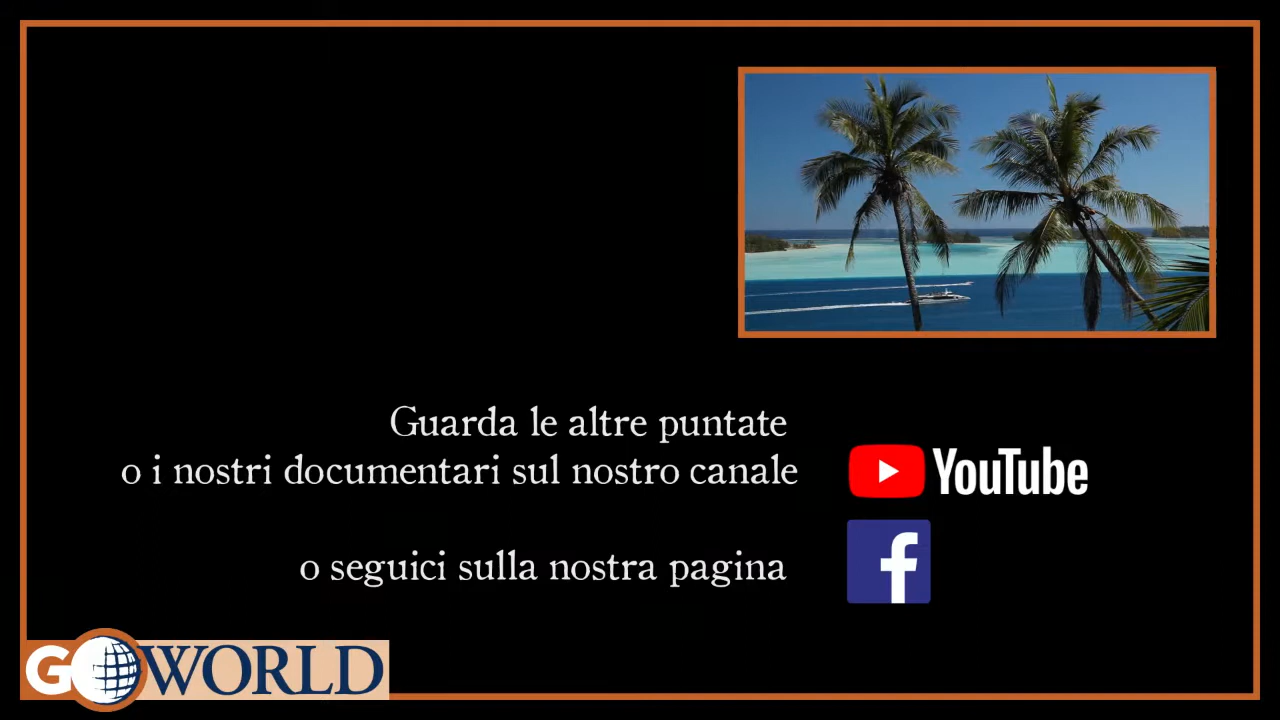 Guarda le altre puntate
o i nostri documentari sul nostro canale
YouTube
o seguici sulla nostra pagina
f
GO WORLD